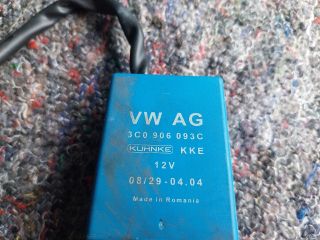 VW AG
3C0 906 093C
KUHNKE KKE
12V
08/29-04.04
Made in Romania